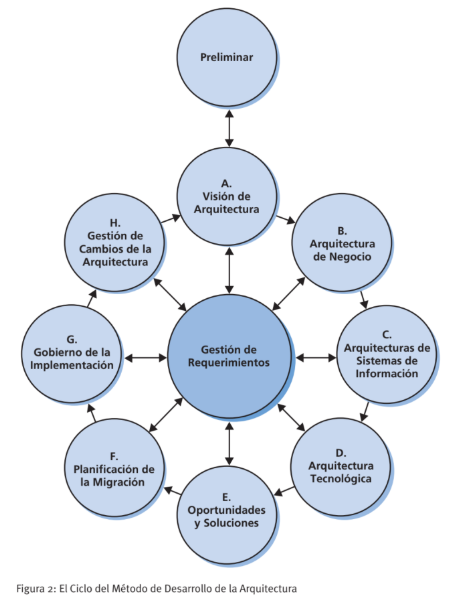 Preliminar
A.
Visión de
Arquitectura
H.
Gestión de
Cambios de la
Arquitectura
B.
Arquitectura
de Negocio
G.
Gobierno de la
Implementación
Gestión de
Requerimientos
C.
Arquitecturas de
Sistemas de
Información
F.
Planificación de
la Migración
D.
Arquitectura
Tecnológica
E.
Oportunidades
y Soluciones
Figura 2: El Ciclo del Método de Desarrollo de la Arquitectura